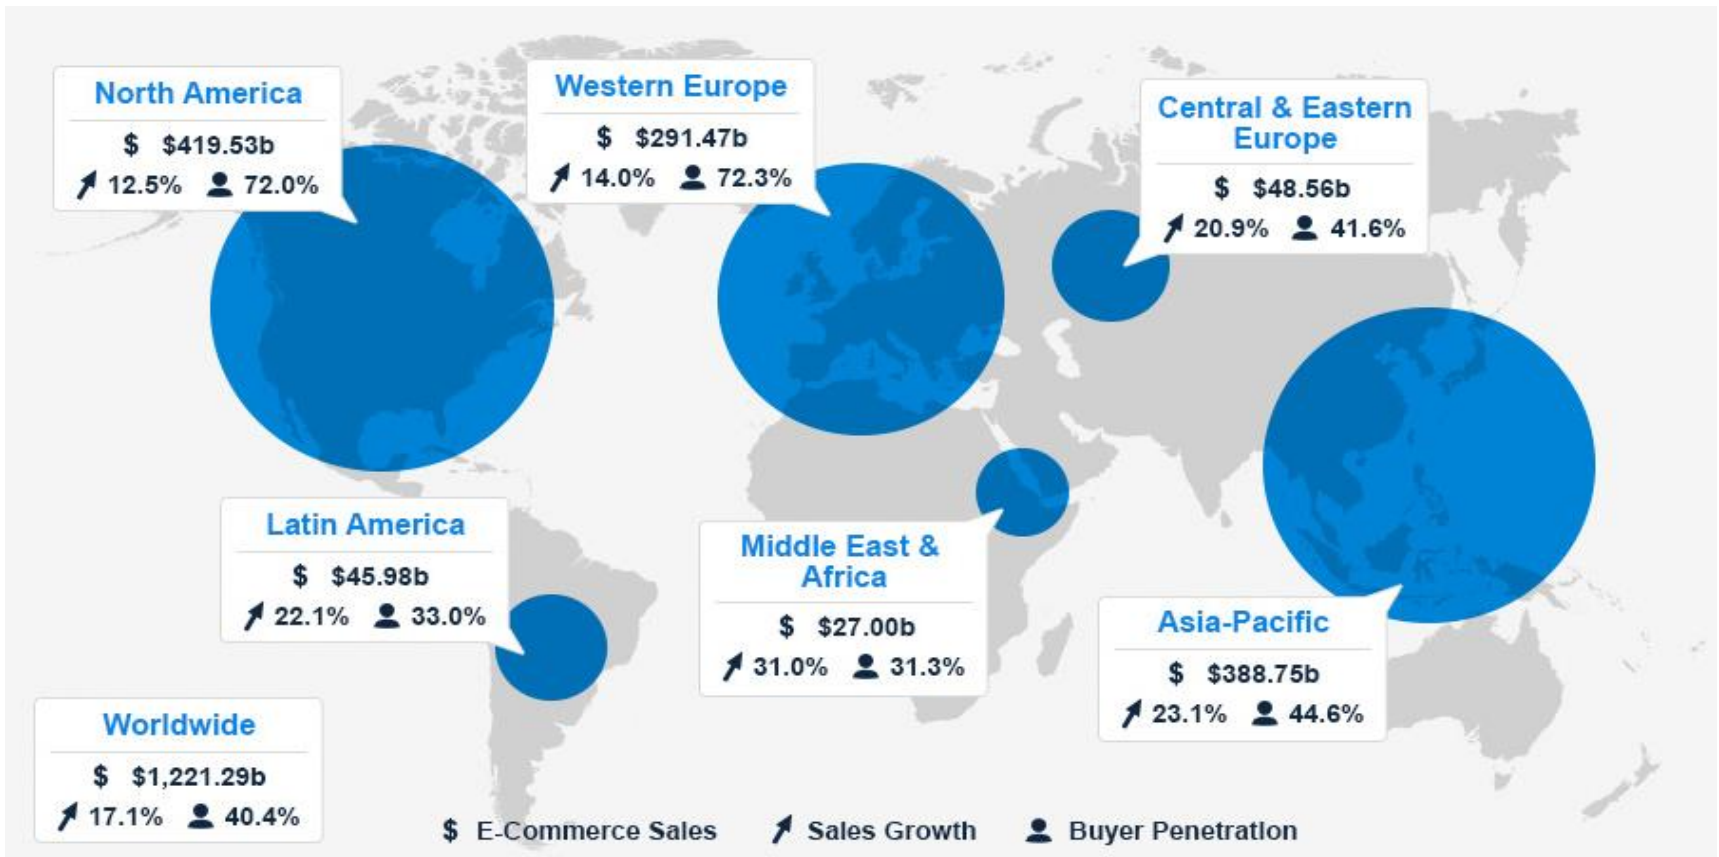 North America
$ $419.53b
12.5% 72.0%
Western Europe
$ $291.47b
14.0% 72.3%
Central & Eastern
Europe
$ $48.56b
20.9% 41.6%
Latin America
$ $45.98b
22.1% 33.0%
Middle East &
Africa
$ $27.00b
31.0% 31.3%
Asia-Pacific
$ $388.75b
23.1% 44.6%
Worldwide
$ $1,221.29b
17.1% 40.4%
$ E-Commerce Sales Sales Growth Buyer Penetration